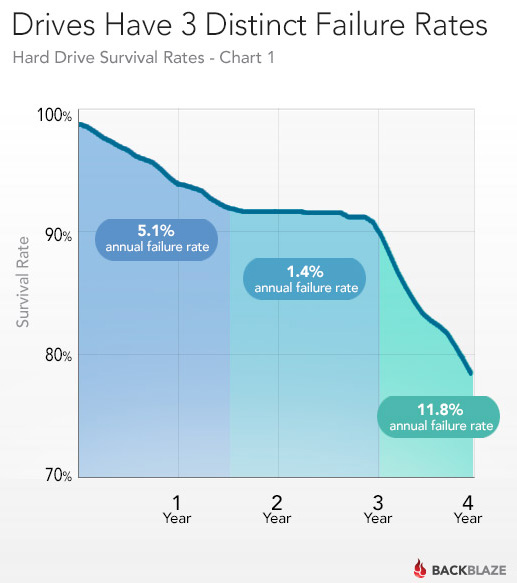 Drives Have 3 Distinct Failure Rates
Hard Drive Survival Rates - Chart 1
100%
90%
80%
70%
Survival Rate
5.1%
annual failure rate
1.4%
annual failure rate
11.8%
annual failure rate
1
Year
2
Year
3
Year
4
Year
BACKBLAZE